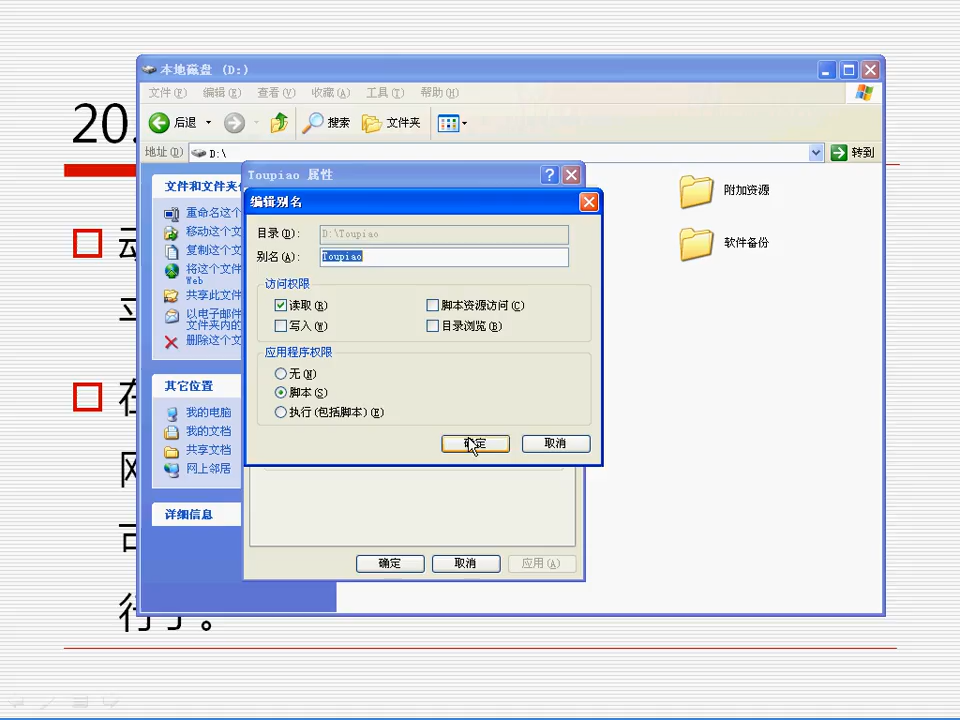 20.
本地磁盘 (D:)
文件(F) 编辑(E) 查看(V) 收藏(A) 工具(T) 帮助(H)
后退 搜索 文件夹
地址(D) D:\ 转到
文件和文件夹
重命名这个
移动这个文
复制这个文
将这个文件
Web
共享此文件
以电子邮件
文件夹内的
删除这个文
其它位置
我的电脑
我的文档
共享文档
网上邻居
详细信息
附加资源
软件备份
Toupiao 属性
编辑别名
目录(D): D:\Toupiao
别名(A): Toupiao
访问权限
读取(R) 脚本资源访问(C)
写入(W) 目录浏览(B)
应用程序权限
无(N)
脚本(S)
执行(包括脚本)(E)
确定 取消
确定 取消 应用(A)
在
网
可
行了。